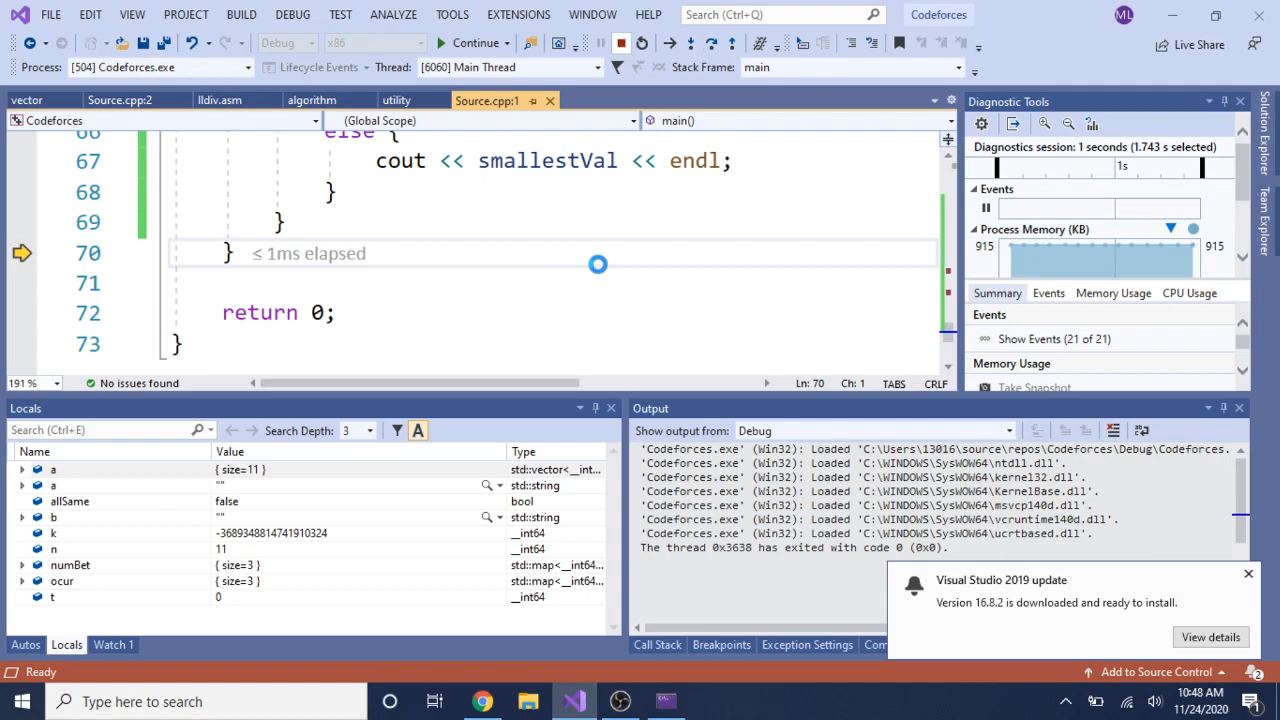 FILE EDIT VIEW PROJECT BUILD DEBUG TEST ANALYZE TOOLS EXTENSIONS WINDOW HELP Search (Ctrl+Q) Codeforces ML
Debug x86 Continue Live Share
Process: [504] Codeforces.exe Lifecycle Events Thread: [6060] Main Thread Stack Frame: main
vector Source.cpp:2 lldiv.asm algorithm utility Source.cpp:1
Codeforces (Global Scope) main()
66 else {
67 cout << smallestVal << endl;
68 }
69 }
70 } ≤ 1ms elapsed
71
72 return 0;
73 }
191 % No issues found Ln: 70 Ch: 1 TABS CRLF
Diagnostic Tools
Diagnostics session: 1 seconds (1.743 s selected)
1s
Events
Process Memory (KB)
915 915
Summary Events Memory Usage CPU Usage
Events
Show Events (21 of 21)
Memory Usage
Take Snapshot
Solution Explorer
Team Explorer
Locals
Search (Ctrl+E) Search Depth: 3 A
Name Value Type
a { size=11 } std::vector<__int...
a "" std::string
allSame false bool
b "" std::string
k -3689348814741910324 __int64
n 11 __int64
numBet { size=3 } std::map<__int64...
ocur { size=3 } std::map<__int64...
t 0 __int64
Autos Locals Watch 1
Output
Show output from: Debug
'Codeforces.exe' (Win32): Loaded 'C:\Users\13016\source\repos\Codeforces\Debug\Codeforces.
'Codeforces.exe' (Win32): Loaded 'C:\WINDOWS\SysWOW64\ntdll.dll'.
'Codeforces.exe' (Win32): Loaded 'C:\WINDOWS\SysWOW64\kernel32.dll'.
'Codeforces.exe' (Win32): Loaded 'C:\WINDOWS\SysWOW64\KernelBase.dll'.
'Codeforces.exe' (Win32): Loaded 'C:\WINDOWS\SysWOW64\msvcp140d.dll'.
'Codeforces.exe' (Win32): Loaded 'C:\WINDOWS\SysWOW64\vcruntime140d.dll'.
'Codeforces.exe' (Win32): Loaded 'C:\WINDOWS\SysWOW64\ucrtbased.dll'.
The thread 0x3638 has exited with code 0 (0x0).
Call Stack Breakpoints Exception Settings Com
Visual Studio 2019 update
Version 16.8.2 is downloaded and ready to install.
View details
Ready Add to Source Control 2
Type here to search
10:48 AM
11/24/2020
1